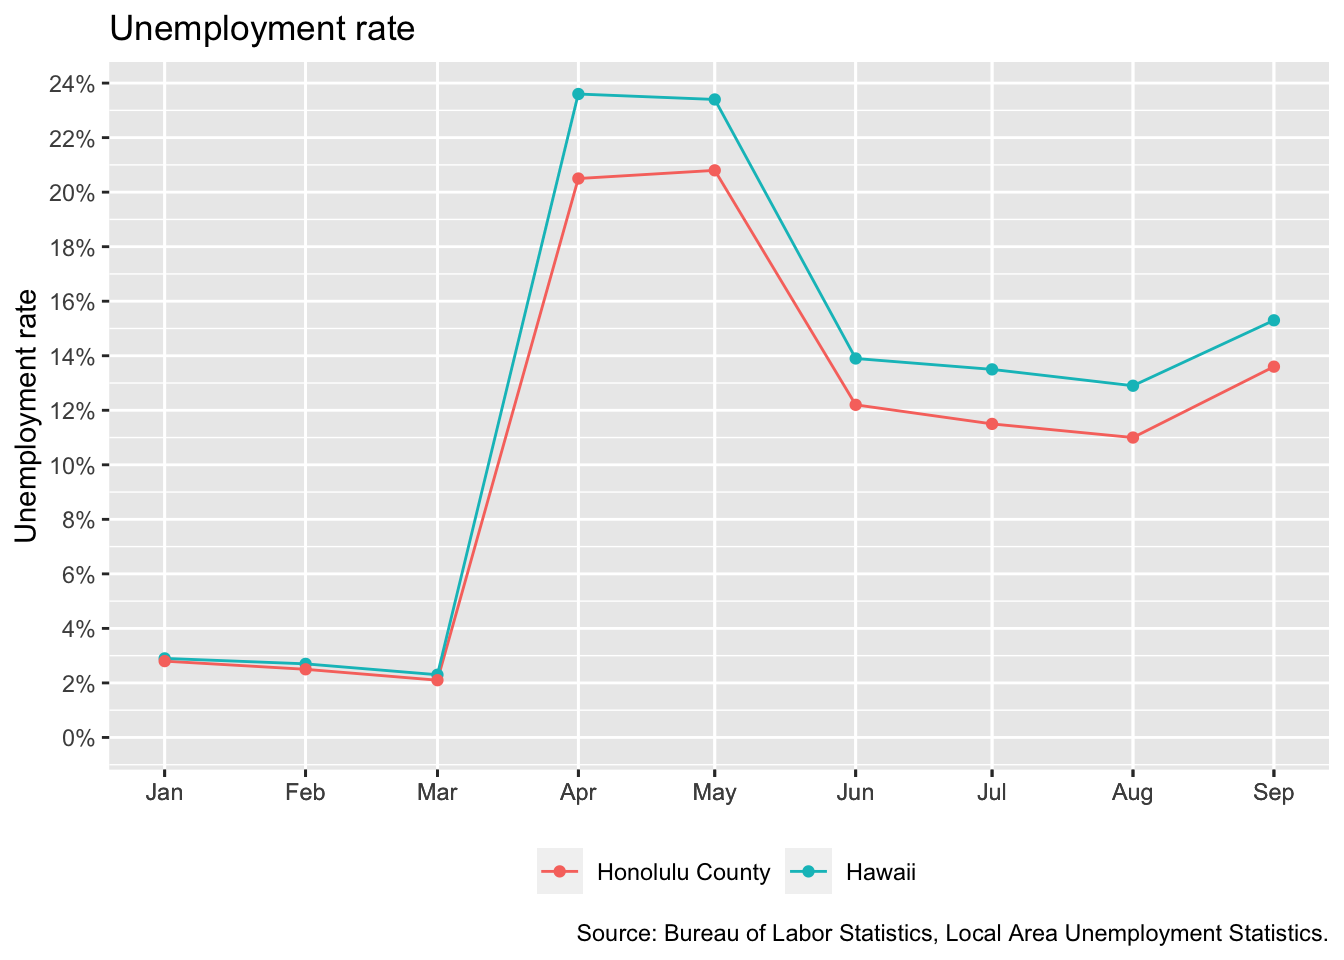 Unemployment rate
Unemployment rate
24%
22%
20%
18%
16%
14%
12%
10%
8%
6%
4%
2%
0%
Jan Feb Mar Apr May Jun Jul Aug Sep
Honolulu County Hawaii
Source: Bureau of Labor Statistics, Local Area Unemployment Statistics.